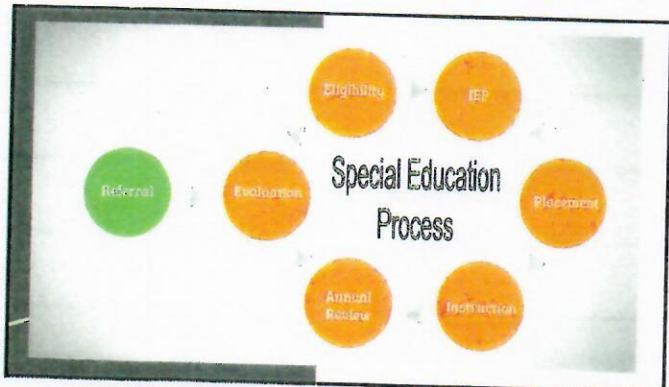 Referral
Evaluation
Eligibility
IEP
Placement
Instruction
Annual
Review
Special Education
Process